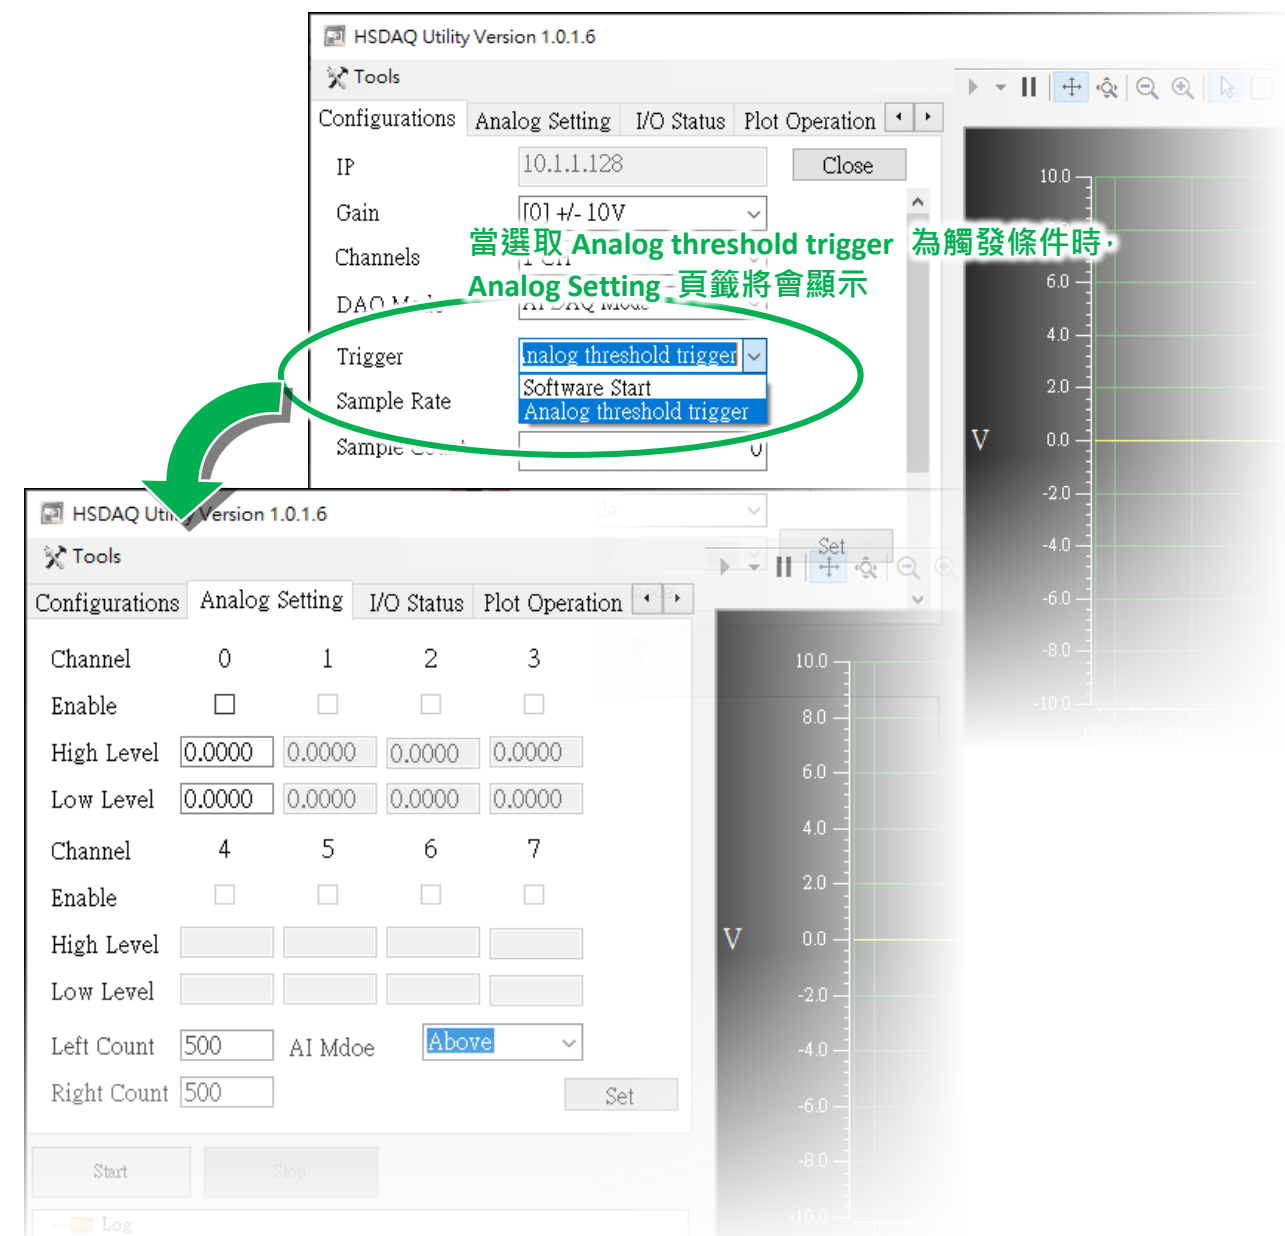 HSDAQ Utility Version 1.0.1.6
Tools
Configurations Analog Setting I/O Status Plot Operation
IP 10.1.1.128 Close
Gain [0] +/- 10V
當選取 Analog threshold trigger 為觸發條件時,
Channels
Analog Setting 頁籤將會顯示
Trigger nalog threshold trigger
Software Start
Sample Rate
Analog threshold trigger
Sample Count 0
Set
10.0
6.0
4.0
2.0
V 0.0
-2.0
-4.0
-6.0
-8.0
-10.0
HSDAQ Utility Version 1.0.1.6
Tools
Configurations Analog Setting I/O Status Plot Operation
Channel 0 1 2 3
Enable
High Level 0.0000 0.0000 0.0000 0.0000
Low Level 0.0000 0.0000 0.0000 0.0000
Channel 4 5 6 7
Enable
High Level
Low Level
Left Count 500 AI Mdoe Above
Right Count 500
Set
Start Stop
Log
10.0
8.0
6.0
4.0
2.0
V 0.0
-2.0
-4.0
-6.0
-8.0
-10.0